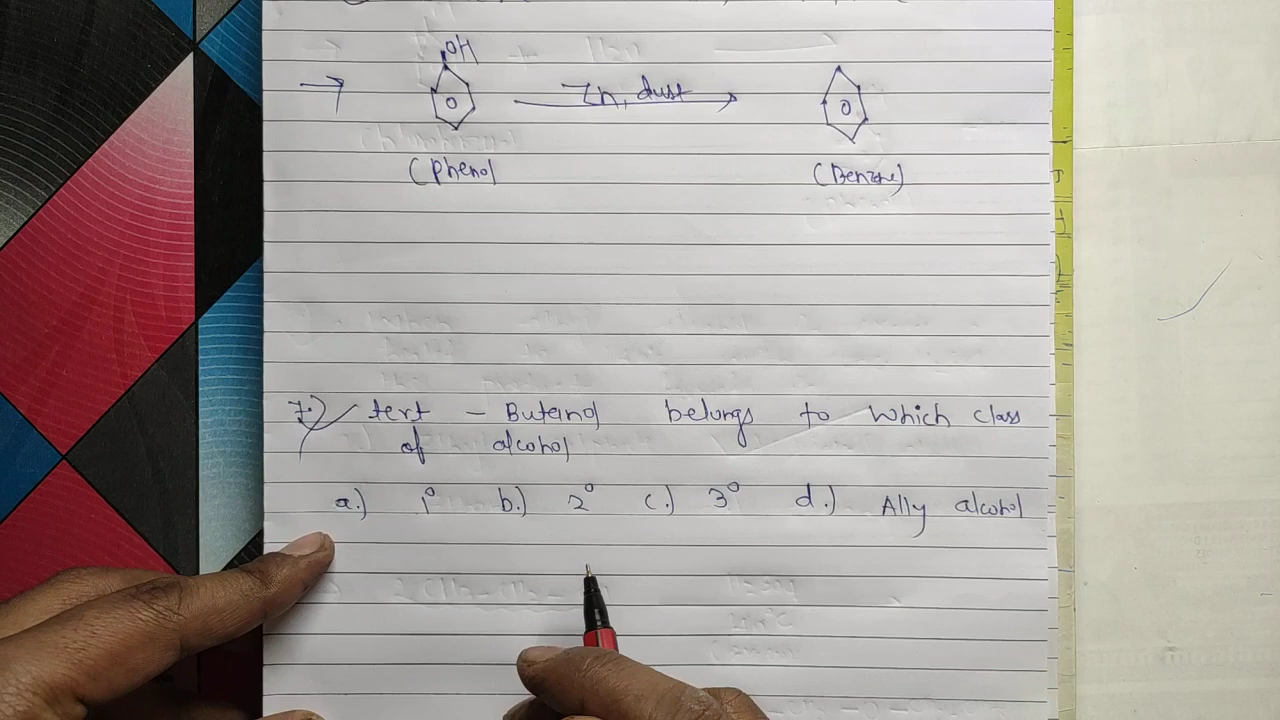 OH
→ Zn, dust
(Phenol (Benzene)
7.) tert - Butanol belongs to which class
of alcohol
a.) 1° b.) 2° c.) 3° d.) Ally alcohol